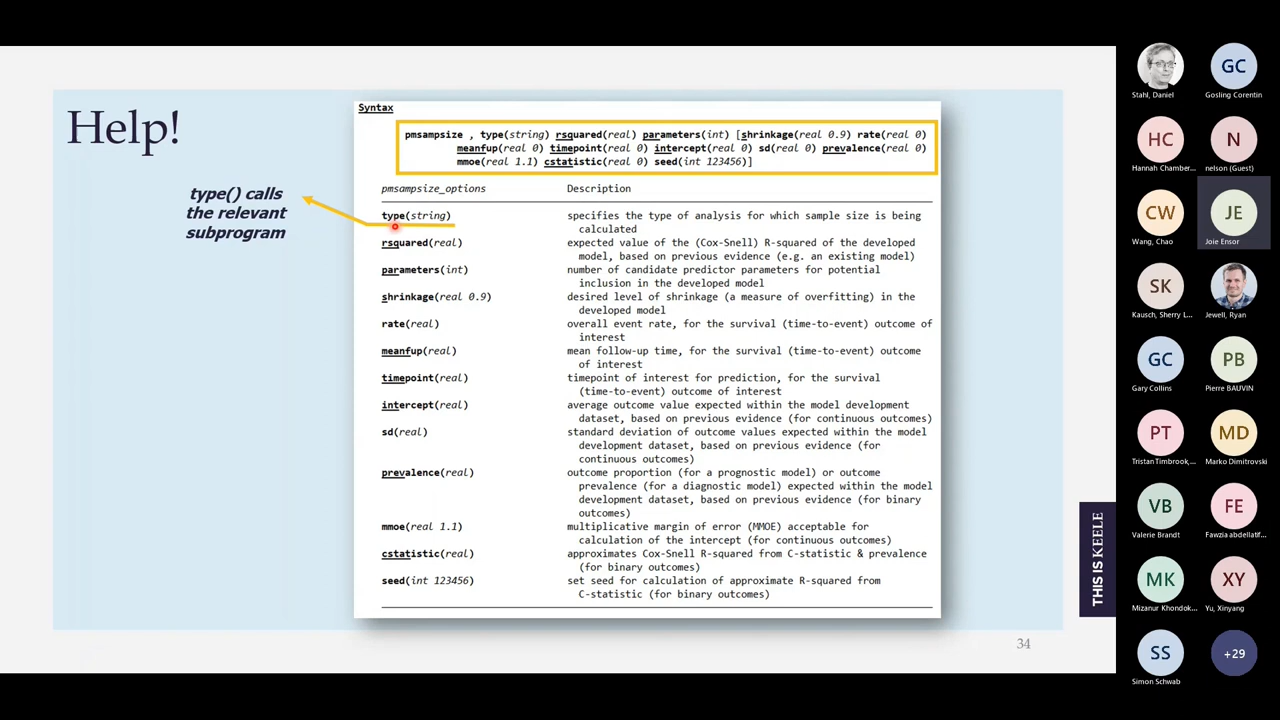 Help!
type() calls
the relevant
subprogram
Syntax
pmsampsize , type(string) rsquared(real) parameters(int) [shrinkage(real 0.9) rate(real 0)
meanfup(real 0) timepoint(real 0) intercept(real 0) sd(real 0) prevalence(real 0)
mmoe(real 1.1) cstatistic(real 0) seed(int 123456)]
pmsampsize_options Description
type(string) specifies the type of analysis for which sample size is being
calculated
rsquared(real) expected value of the (Cox-Snell) R-squared of the developed
model, based on previous evidence (e.g. an existing model)
parameters(int) number of candidate predictor parameters for potential
inclusion in the developed model
shrinkage(real 0.9) desired level of shrinkage (a measure of overfitting) in the
developed model
rate(real) overall event rate, for the survival (time-to-event) outcome of
interest
meanfup(real) mean follow-up time, for the survival (time-to-event) outcome
of interest
timepoint(real) timepoint of interest for prediction, for the survival
(time-to-event) outcome of interest
intercept(real) average outcome value expected within the model development
dataset, based on previous evidence (for continuous outcomes)
sd(real) standard deviation of outcome values expected within the model
development dataset, based on previous evidence (for
continuous outcomes)
prevalence(real) outcome proportion (for a prognostic model) or outcome
prevalence (for a diagnostic model) expected within the model
development dataset, based on previous evidence (for binary
outcomes)
mmoe(real 1.1) multiplicative margin of error (MMOE) acceptable for
calculation of the intercept (for continuous outcomes)
cstatistic(real) approximates Cox-Snell R-squared from C-statistic & prevalence
(for binary outcomes)
seed(int 123456) set seed for calculation of approximate R-squared from
C-statistic (for binary outcomes)
THIS IS KEELE
34
GC
Stahl, Daniel Gosling Corentin
HC N
Hannah Chamber... nelson (Guest)
CW JE
Wang, Chao Joie Ensor
SK
Kausch, Sherry L... Jewell, Ryan
GC PB
Gary Collins Pierre BAUVIN
PT MD
Tristan Timbrook,... Marko Dimitrovski
VB FE
Valerie Brandt Fawzia abdellatif...
MK XY
Mizanur Khondok... Yu, Xinyang
SS +29
Simon Schwab